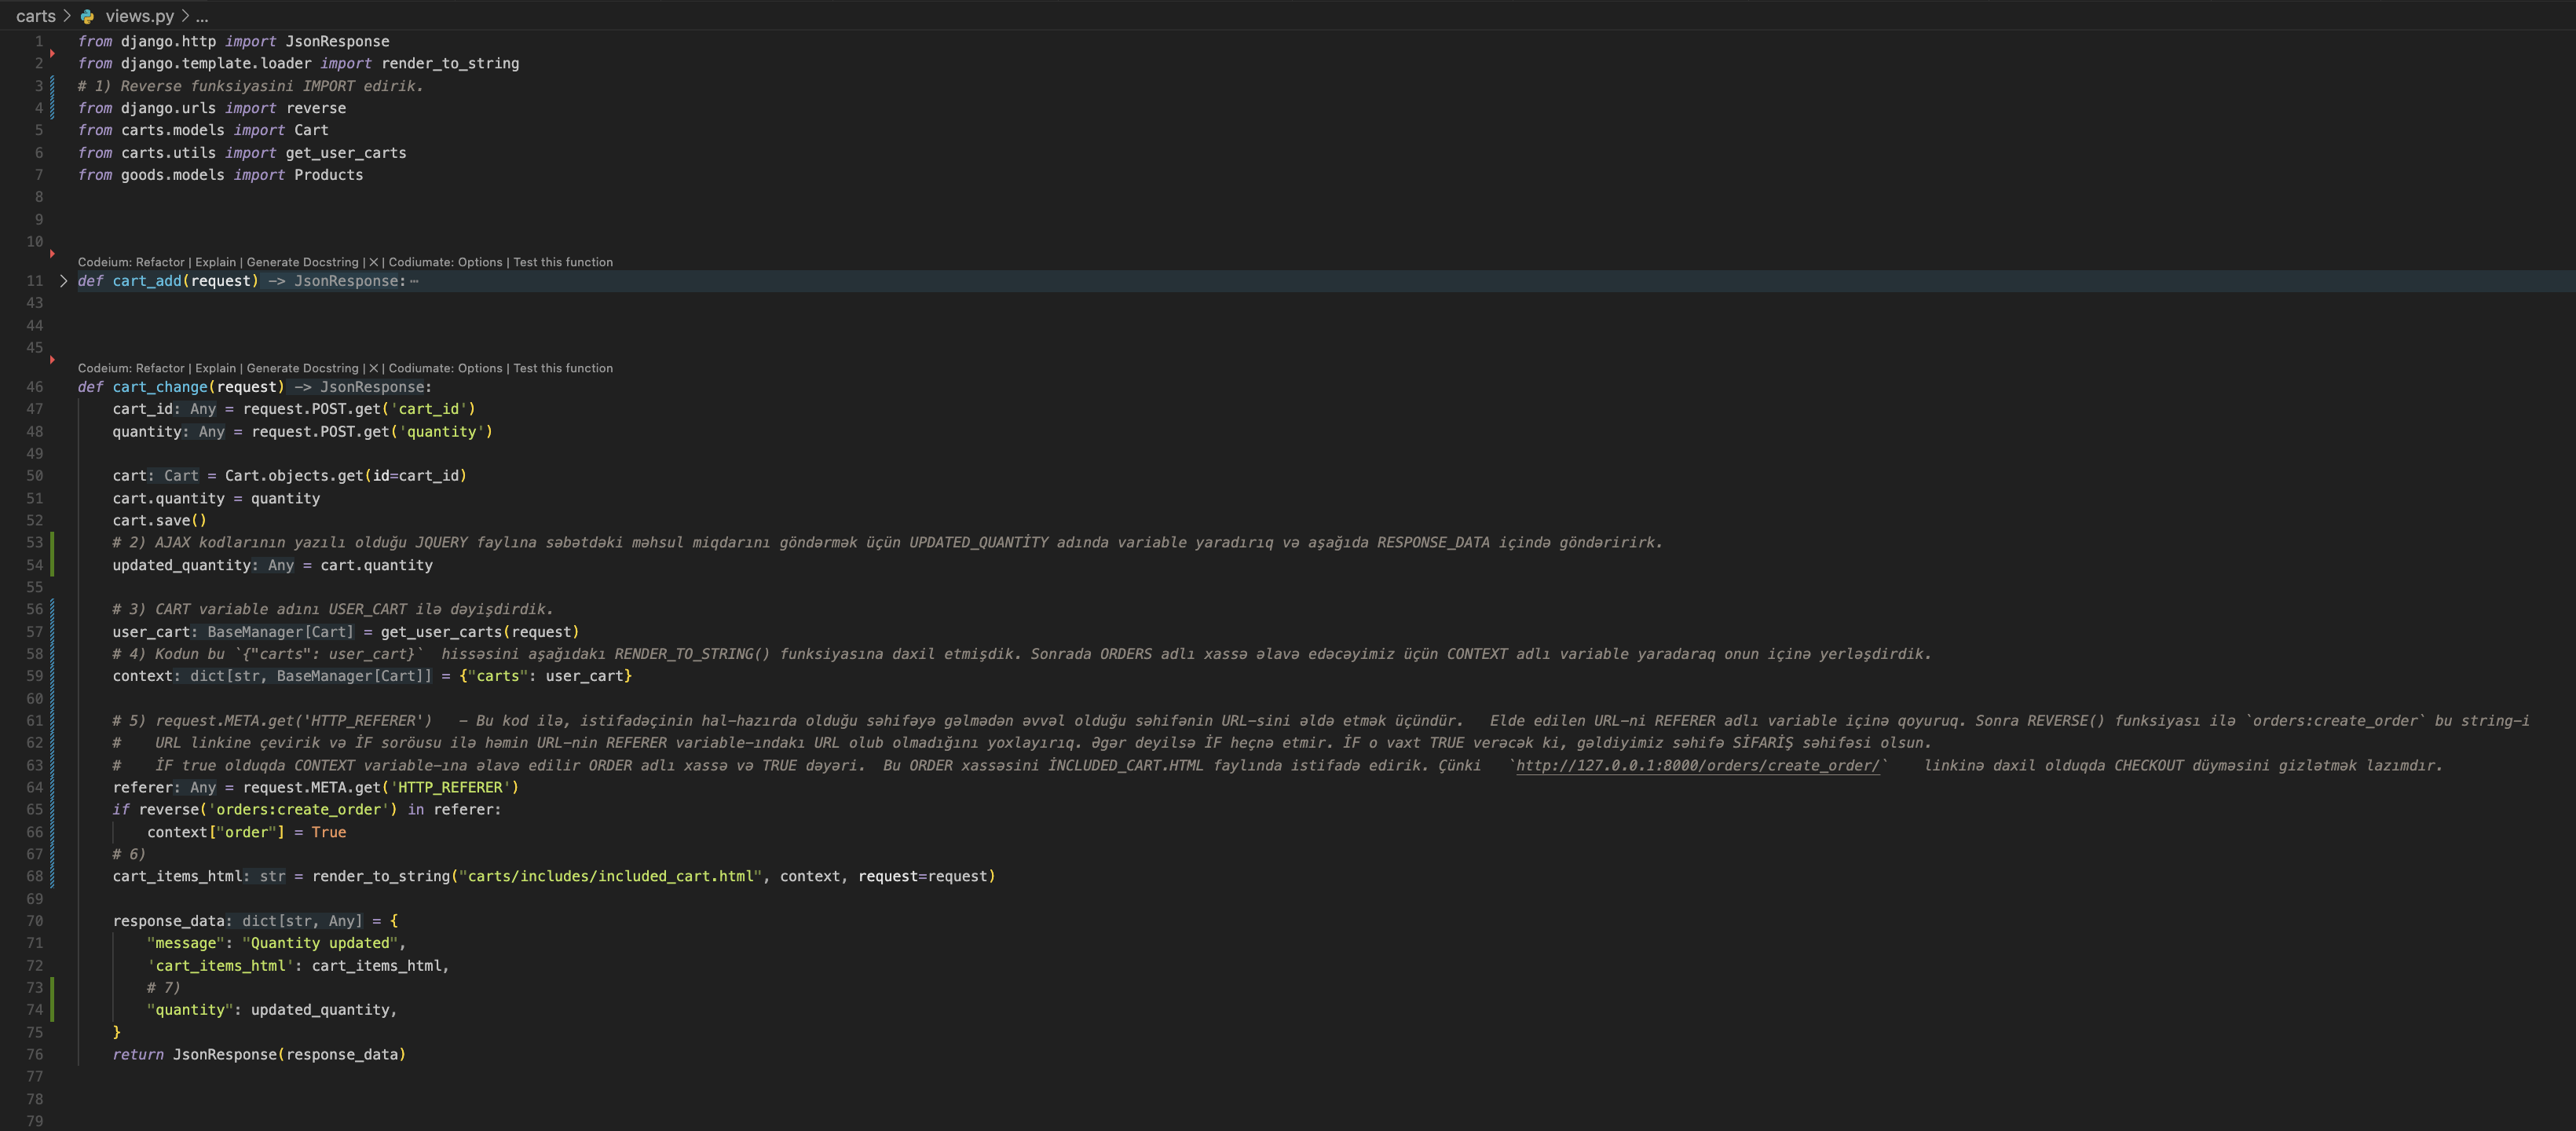 carts > views.py > ...
1 from django.http import JsonResponse
2 from django.template.loader import render_to_string
3 # 1) Reverse funksiyasini IMPORT edirik.
4 from django.urls import reverse
5 from carts.models import Cart
6 from carts.utils import get_user_carts
7 from goods.models import Products
8
9
10
Codeium: Refactor | Explain | Generate Docstring | X | Codiumate: Options | Test this function
11 > def cart_add(request) -> JsonResponse: ⋯
43
44
45
Codeium: Refactor | Explain | Generate Docstring | X | Codiumate: Options | Test this function
46 def cart_change(request) -> JsonResponse:
47     cart_id: Any = request.POST.get('cart_id')
48     quantity: Any = request.POST.get('quantity')
49
50     cart: Cart = Cart.objects.get(id=cart_id)
51     cart.quantity = quantity
52     cart.save()
53     # 2) AJAX kodlarının yazılı olduğu JQUERY faylına səbətdəki məhsul miqdarını göndərmək üçün UPDATED_QUANTİTY adında variable yaradırıq və aşağıda RESPONSE_DATA içində göndəririrk.
54     updated_quantity: Any = cart.quantity
55
56     # 3) CART variable adını USER_CART ilə dəyişdirdik.
57     user_cart: BaseManager[Cart] = get_user_carts(request)
58     # 4) Kodun bu `{"carts": user_cart}`  hissəsini aşağıdakı RENDER_TO_STRING() funksiyasına daxil etmişdik. Sonrada ORDERS adlı xassə əlavə edəcəyimiz üçün CONTEXT adlı variable yaradaraq onun içinə yerləşdirdik.
59     context: dict[str, BaseManager[Cart]] = {"carts": user_cart}
60
61     # 5) request.META.get('HTTP_REFERER')   – Bu kod ilə, istifadəçinin hal-hazırda olduğu səhifəyə gəlmədən əvvəl olduğu səhifənin URL-sini əldə etmək üçündür.   Elde edilen URL-ni REFERER adlı variable içinə qoyuruq. Sonra REVERSE() funksiyası ilə `orders:create_order` bu string-i
62     #    URL linkine çevirik və İF soröusu ilə həmin URL-nin REFERER variable-ındakı URL olub olmadığını yoxlayırıq. Əgər deyilsə İF heçnə etmir. İF o vaxt TRUE verəcək ki, gəldiyimiz səhifə SİFARİŞ səhifəsi olsun.
63     #    İF true olduqda CONTEXT variable-ına əlavə edilir ORDER adlı xassə və TRUE dəyəri.  Bu ORDER xassəsini İNCLUDED_CART.HTML faylında istifadə edirik. Çünki   `http://127.0.0.1:8000/orders/create_order/`    linkinə daxil olduqda CHECKOUT düyməsini gizlətmək lazımdır.
64     referer: Any = request.META.get('HTTP_REFERER')
65     if reverse('orders:create_order') in referer:
66         context["order"] = True
67     # 6)
68     cart_items_html: str = render_to_string("carts/includes/included_cart.html", context, request=request)
69
70     response_data: dict[str, Any] = {
71         "message": "Quantity updated",
72         'cart_items_html': cart_items_html,
73         # 7)
74         "quantity": updated_quantity,
75     }
76     return JsonResponse(response_data)
77
78
79